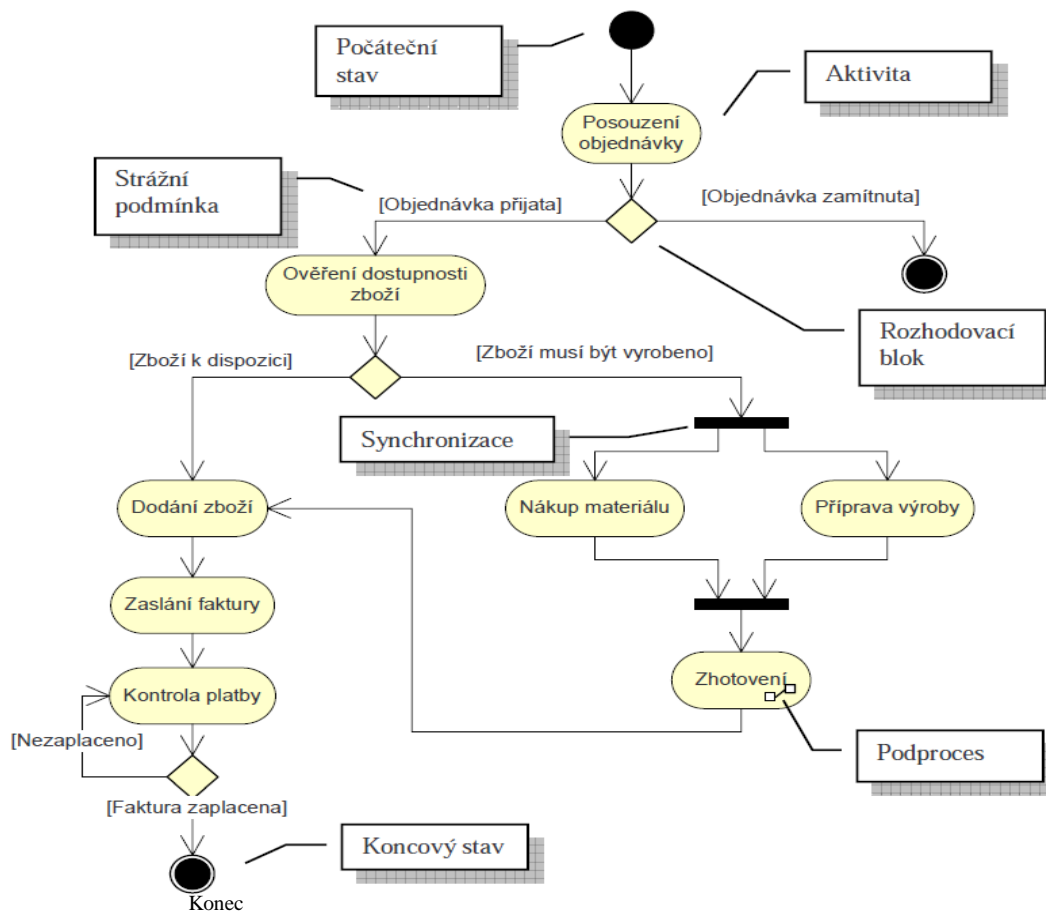 Počáteční
stav
Aktivita
Posouzení
objednávky
Strážní
podmínka
[Objednávka přijata]
[Objednávka zamítnuta]
Ověření dostupnosti
zboží
Rozhodovací
blok
[Zboží k dispozici]
[Zboží musí být vyrobeno]
Synchronizace
Dodání zboží
Nákup materiálu
Příprava výroby
Zaslání faktury
Zhotovení
Kontrola platby
[Nezaplaceno]
Podproces
[Faktura zaplacena]
Koncový stav
Konec